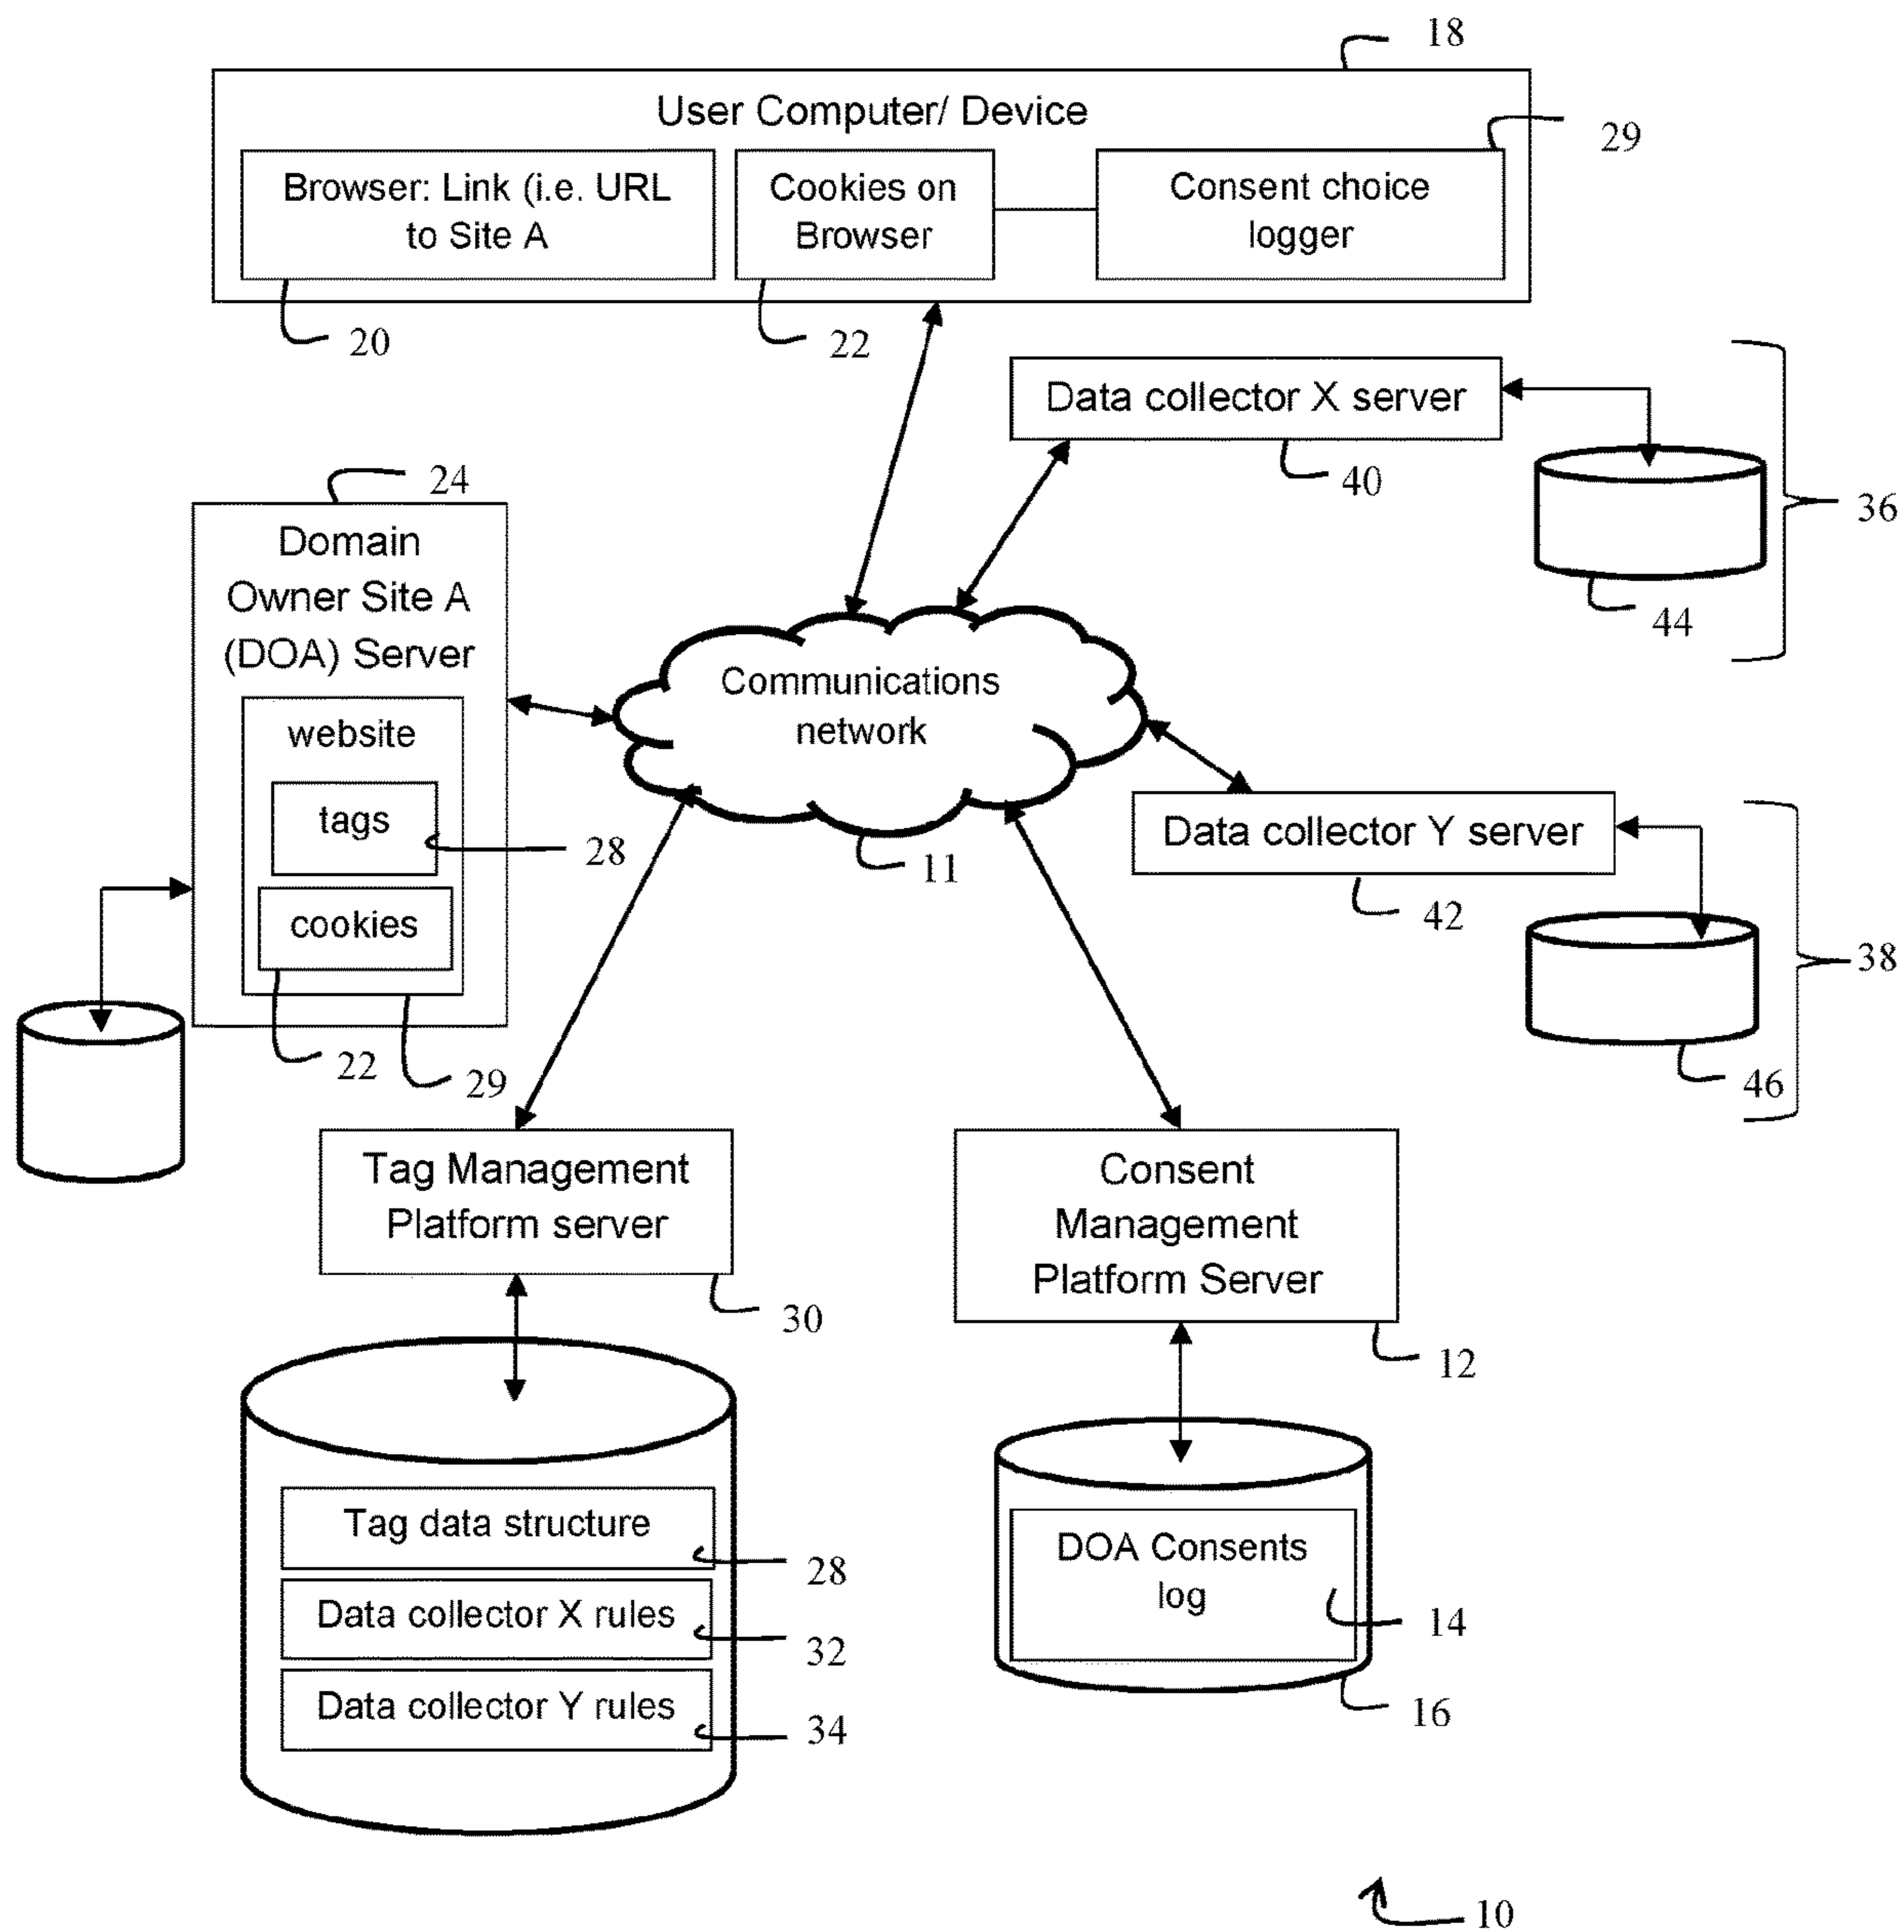 18
User Computer/ Device
29
Browser: Link (i.e. URL
to Site A
Cookies on
Browser
Consent choice
logger
20
22
Data collector X server
40
44
36
24
Domain
Owner Site A
(DOA) Server
website
tags
28
cookies
22
29
Communications
network
11
Data collector Y server
42
46
38
Tag Management
Platform server
30
Consent
Management
Platform Server
12
Tag data structure
28
Data collector X rules
32
Data collector Y rules
34
DOA Consents
log
14
16
10